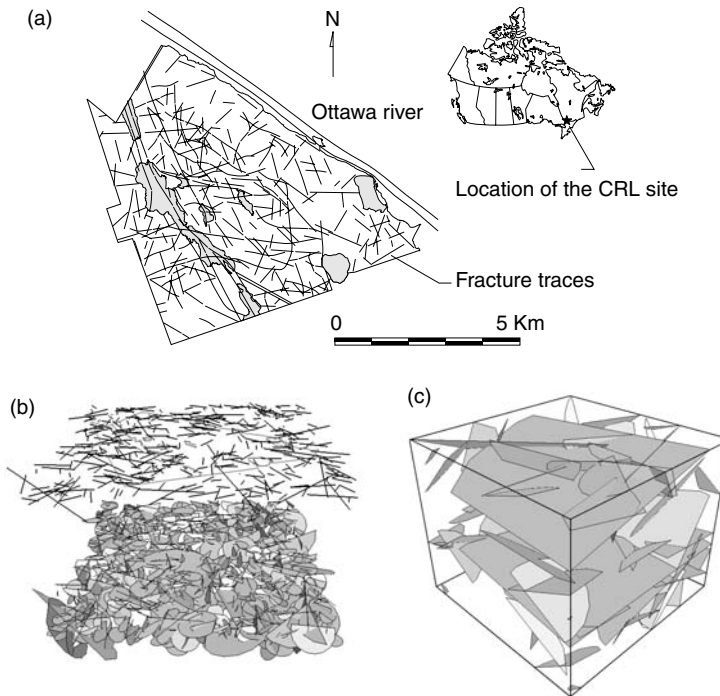 (a)
N
Ottawa river
Location of the CRL site
Fracture traces
0 5 Km
(b)
(c)